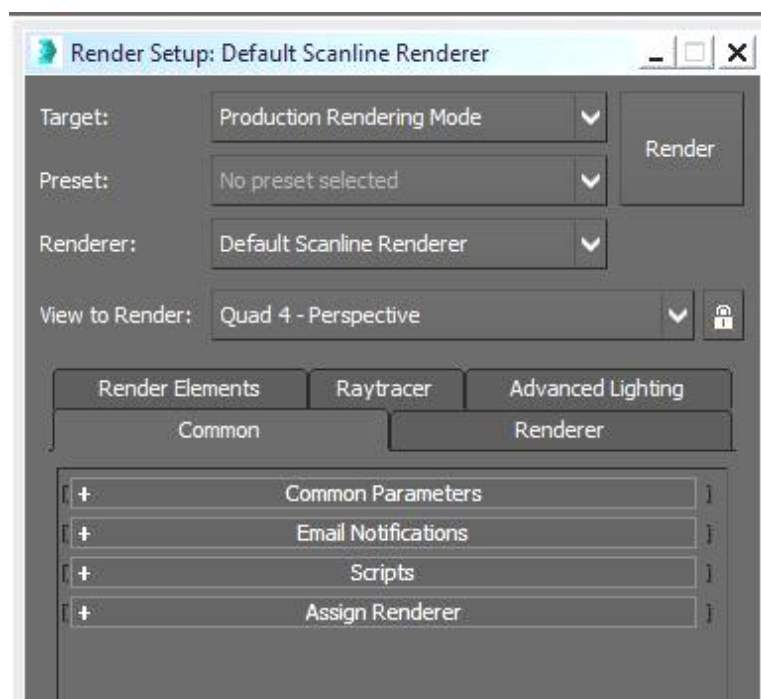 Render Setup: Default Scanline Renderer
Target: Production Rendering Mode
Render
Preset: No preset selected
Renderer: Default Scanline Renderer
View to Render: Quad 4 - Perspective
Render Elements Raytracer Advanced Lighting
Common Renderer
+ Common Parameters
+ Email Notifications
+ Scripts
+ Assign Renderer